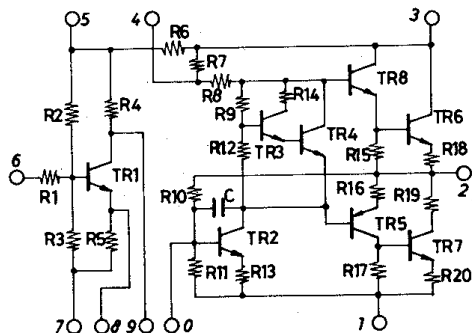 5 4 3
R6
R7
R8
R2 R4 R9 R14 TR8
TR4 TR6
6 R12 TR3 R15 R18
R1 TR1 2
R10 C R16 R19
R3 R5 TR2 TR5 TR7
R11 R13 R17 R20
7 8 9 0 1